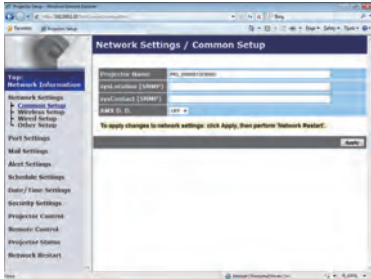 Bing
Favorites
Network Settings / Common Setup
Top:
Network Information
Network Settings
Common Setup
Wireless Setup
Wired Setup
Other Setup
Port Settings
Mail Settings
Alert Settings
Schedule Settings
Date/Time Settings
Security Settings
Projector Control
Remote Control
Projector Status
Network Restart
Projector Name
sysLocation (SNMP)
sysContact (SNMP)
AMX D. D.
OFF
To apply changes to network settings: click Apply, then perform 'Network Restart'.
Apply